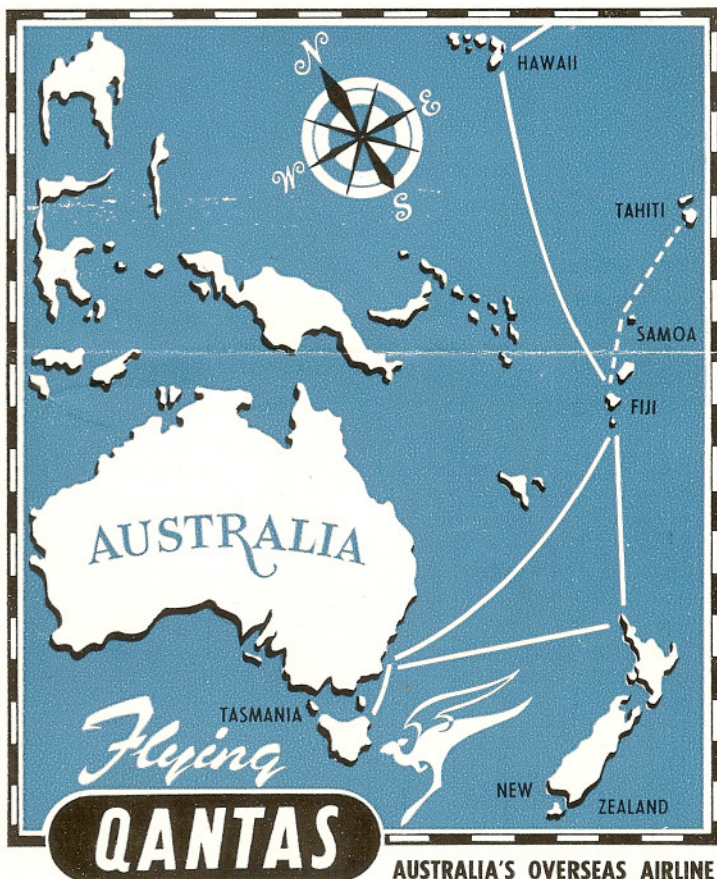 HAWAII
N
E
W
S
TAHITI
SAMOA
FIJI
AUSTRALIA
TASMANIA
Flying
NEW
ZEALAND
QANTAS
AUSTRALIA'S OVERSEAS AIRLINE